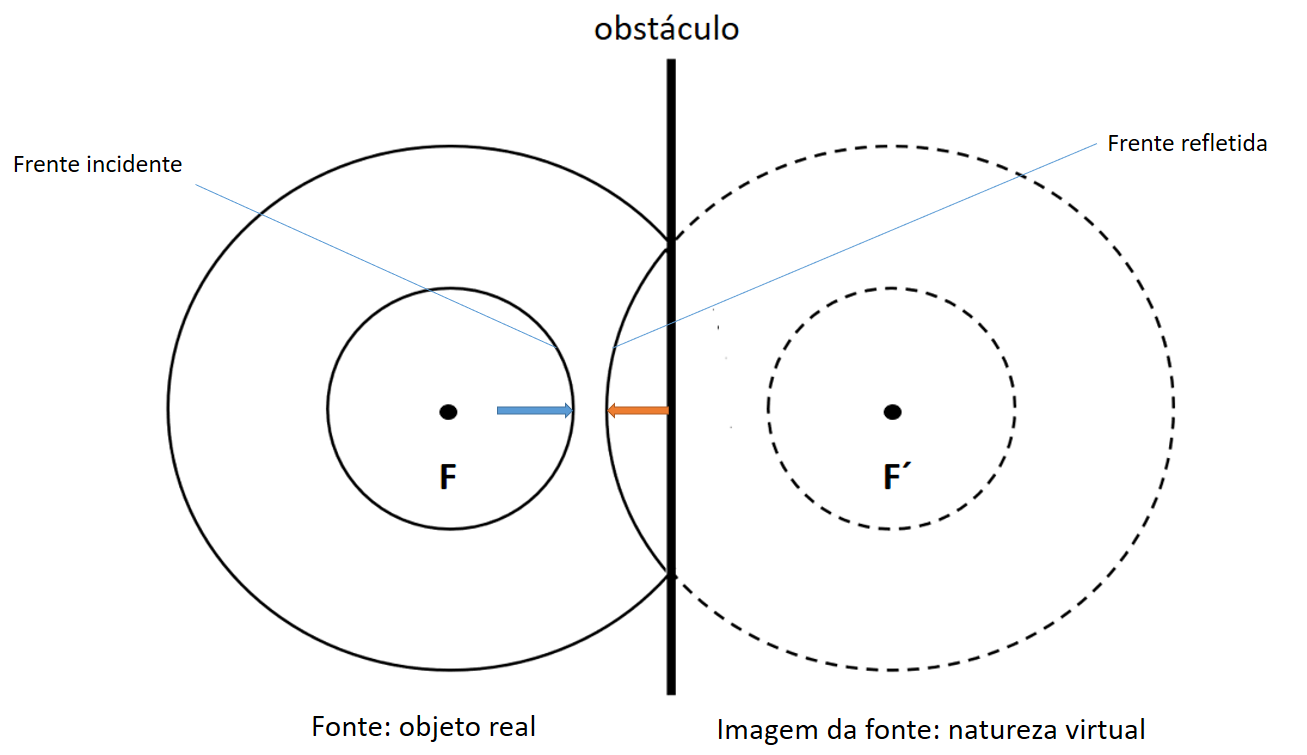 obstáculo
Frente incidente
Frente refletida
F
F´
Fonte: objeto real
Imagem da fonte: natureza virtual